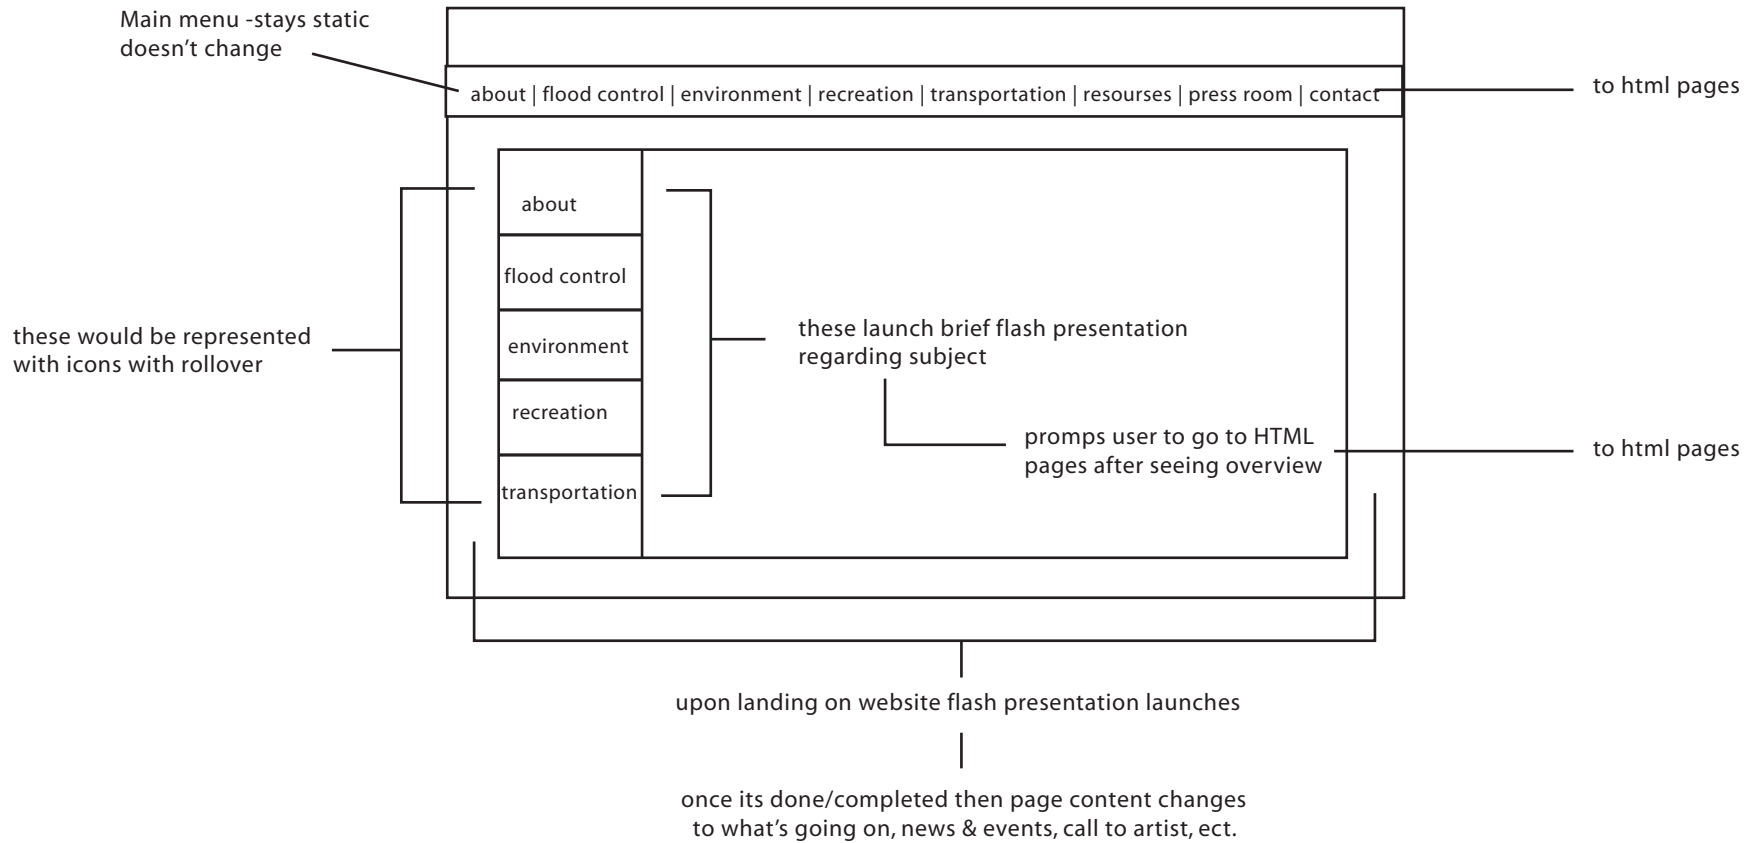 Main menu -stays static
doesn't change
about | flood control | environment | recreation | transportation | resourses | press room | contact
to html pages
about
flood control
environment
recreation
transportation
these would be represented
with icons with rollover
these launch brief flash presentation
regarding subject
promps user to go to HTML
pages after seeing overview
to html pages
upon landing on website flash presentation launches
once its done/completed then page content changes
to what's going on, news & events, call to artist, ect.